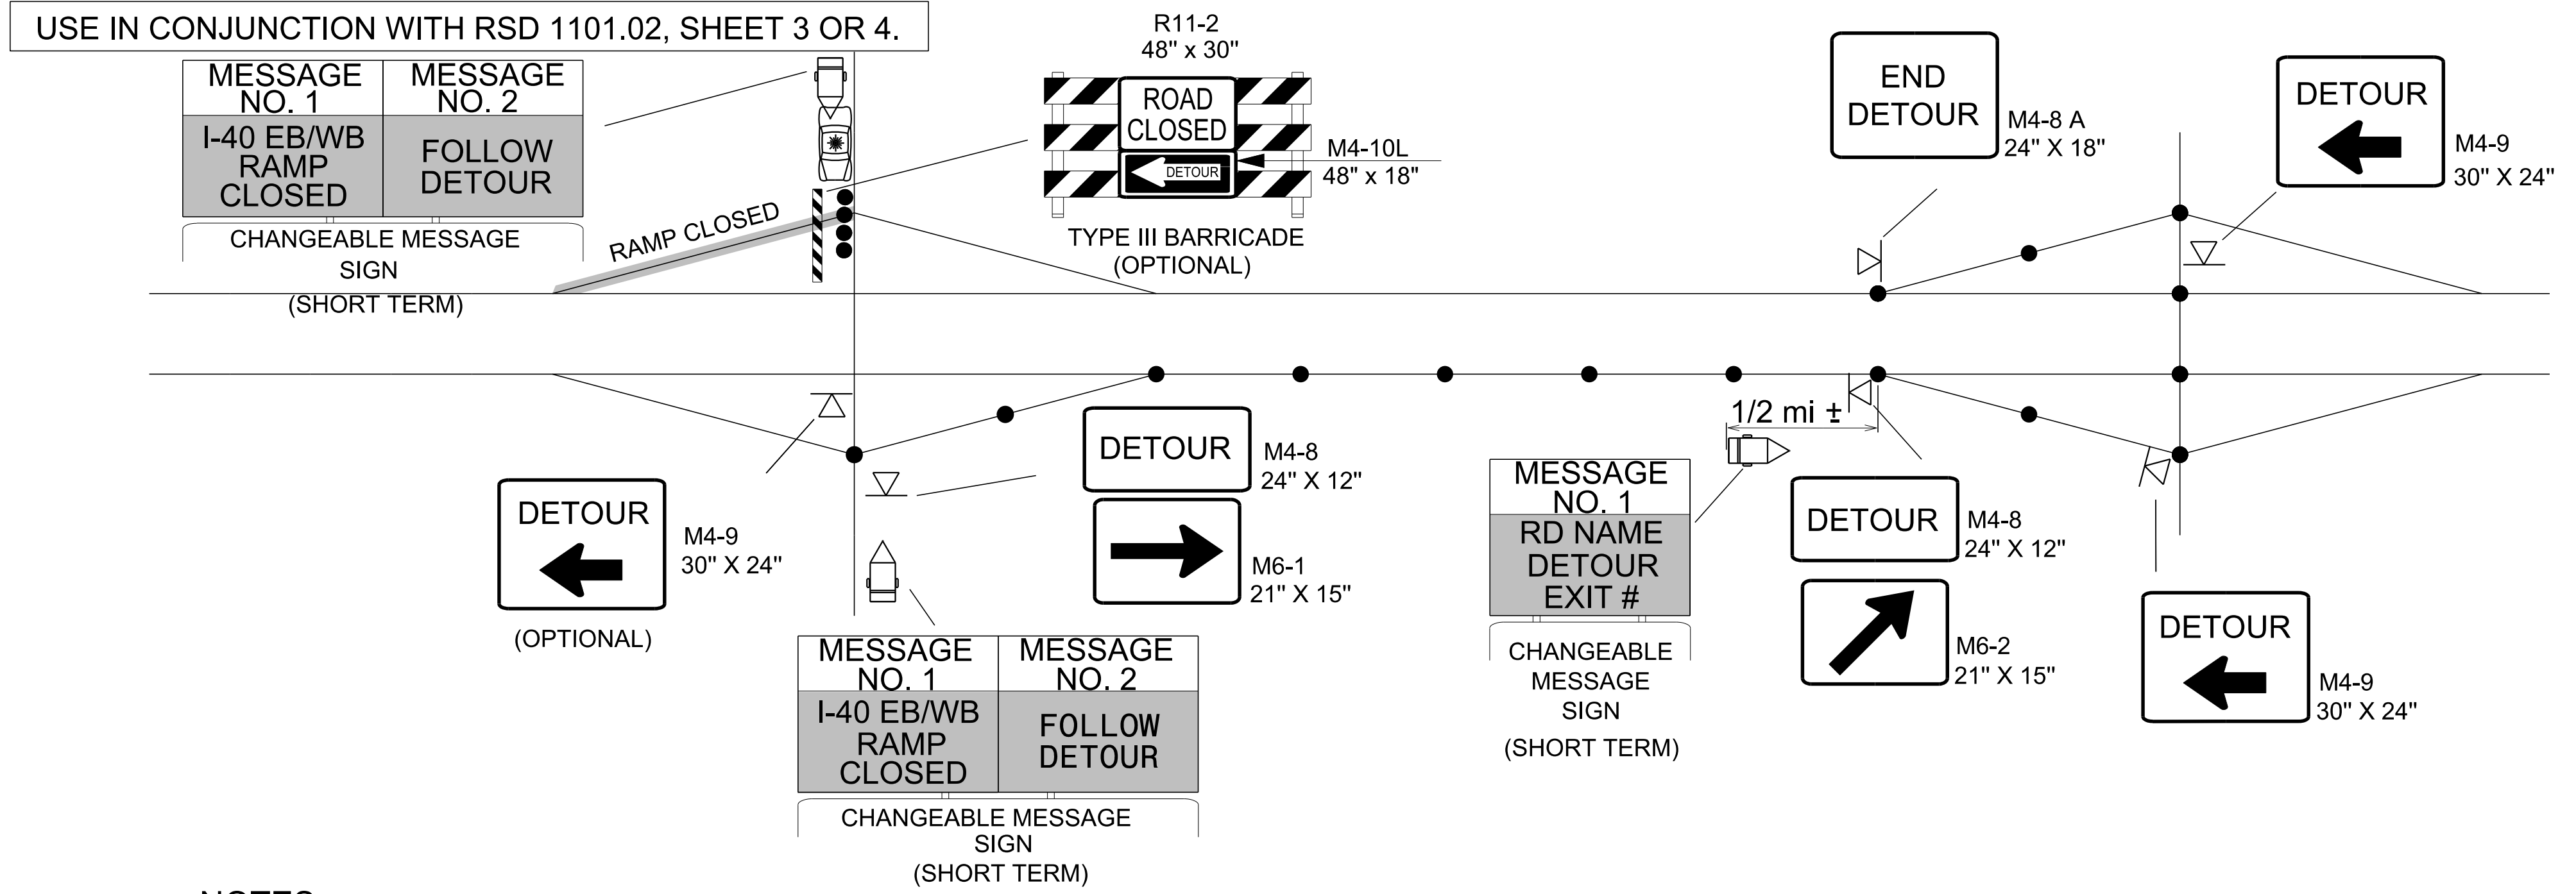 USE IN CONJUNCTION WITH RSD 1101.02, SHEET 3 OR 4.
MESSAGE
NO. 1
MESSAGE
NO. 2
I-40 EB/WB
RAMP
CLOSED
FOLLOW
DETOUR
CHANGEABLE MESSAGE
SIGN
(SHORT TERM)
RAMP CLOSED
R11-2
48" x 30"
ROAD
CLOSED
DETOUR
M4-10L
48" x 18"
TYPE III BARRICADE
(OPTIONAL)
END
DETOUR
M4-8 A
24" X 18"
DETOUR
M4-9
30" X 24"
DETOUR
M4-9
30" X 24"
(OPTIONAL)
DETOUR
M4-8
24" X 12"
M6-1
21" X 15"
MESSAGE
NO. 1
MESSAGE
NO. 2
I-40 EB/WB
RAMP
CLOSED
FOLLOW
DETOUR
CHANGEABLE MESSAGE
SIGN
(SHORT TERM)
1/2 mi ±
MESSAGE
NO. 1
RD NAME
DETOUR
EXIT #
CHANGEABLE
MESSAGE
SIGN
(SHORT TERM)
DETOUR
M4-8
24" X 12"
M6-2
21" X 15"
DETOUR
M4-9
30" X 24"
NOTES